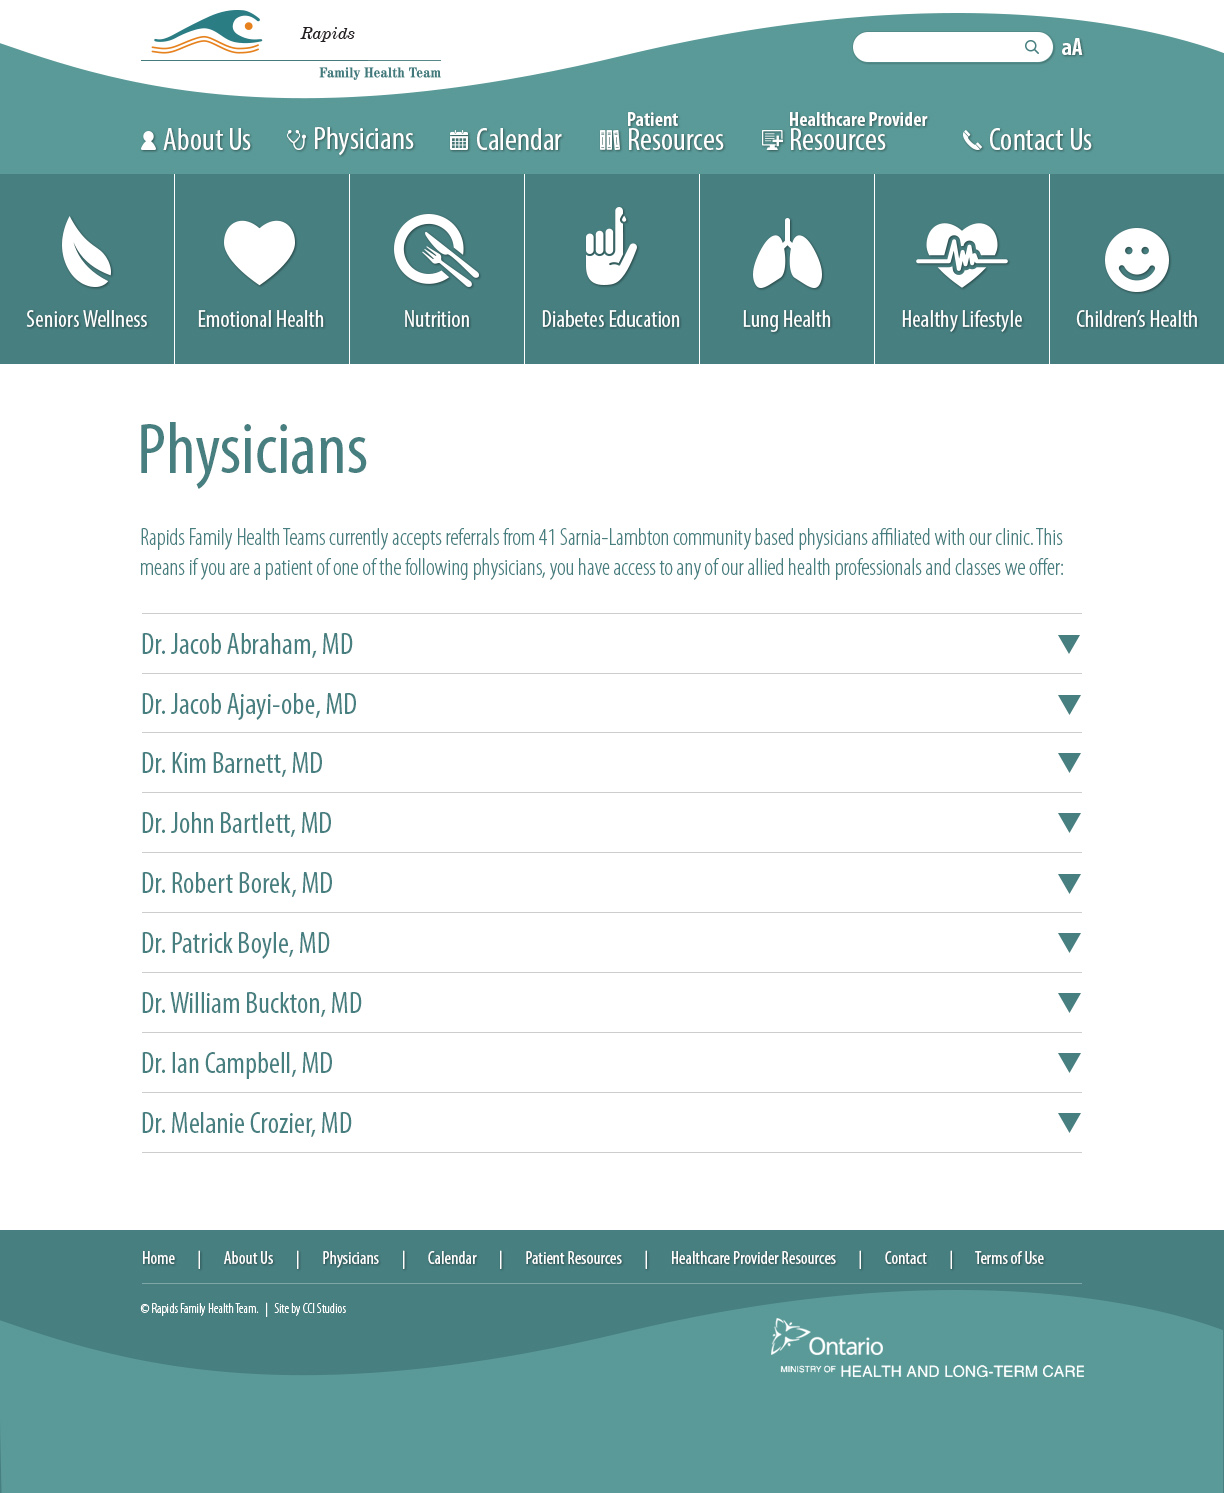 Rapids
Family Health Team
aA
About Us
Physicians
Calendar
Patient
Resources
Healthcare Provider
Resources
Contact Us
Seniors Wellness
Emotional Health
Nutrition
Diabetes Education
Lung Health
Healthy Lifestyle
Children's Health
Physicians
Rapids Family Health Teams currently accepts referrals from 41 Sarnia-Lambton community based physicians affiliated with our clinic. This
means if you are a patient of one of the following physicians, you have access to any of our allied health professionals and classes we offer:
Dr. Jacob Abraham, MD
Dr. Jacob Ajayi-obe, MD
Dr. Kim Barnett, MD
Dr. John Bartlett, MD
Dr. Robert Borek, MD
Dr. Patrick Boyle, MD
Dr. William Buckton, MD
Dr. Ian Campbell, MD
Dr. Melanie Crozier, MD
Home | About Us | Physicians | Calendar | Patient Resources | Healthcare Provider Resources | Contact | Terms of Use
© Rapids Family Health Team. | Site by CCI Studios
Ontario
MINISTRY OF HEALTH AND LONG-TERM CARE